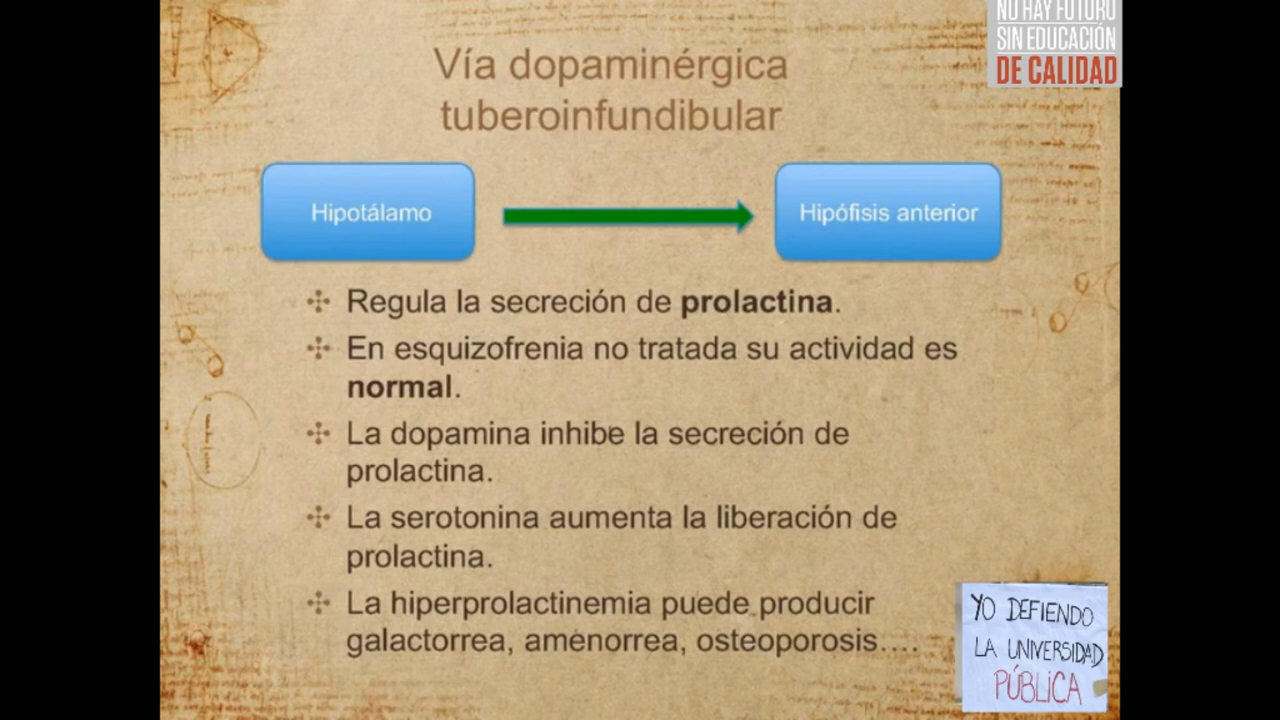 NO HAY FUTURO
SIN EDUCACIÓN
DE CALIDAD
Vía dopaminérgica
tuberoinfundibular
Hipotálamo
Hipófisis anterior
Regula la secreción de prolactina.
En esquizofrenia no tratada su actividad es
normal.
La dopamina inhibe la secreción de
prolactina.
La serotonina aumenta la liberación de
prolactina.
La hiperprolactinemia puede producir
galactorrea, amenorrea, osteoporosis....
YO DEFIENDO
LA UNIVERSIDAD
PÚBLICA